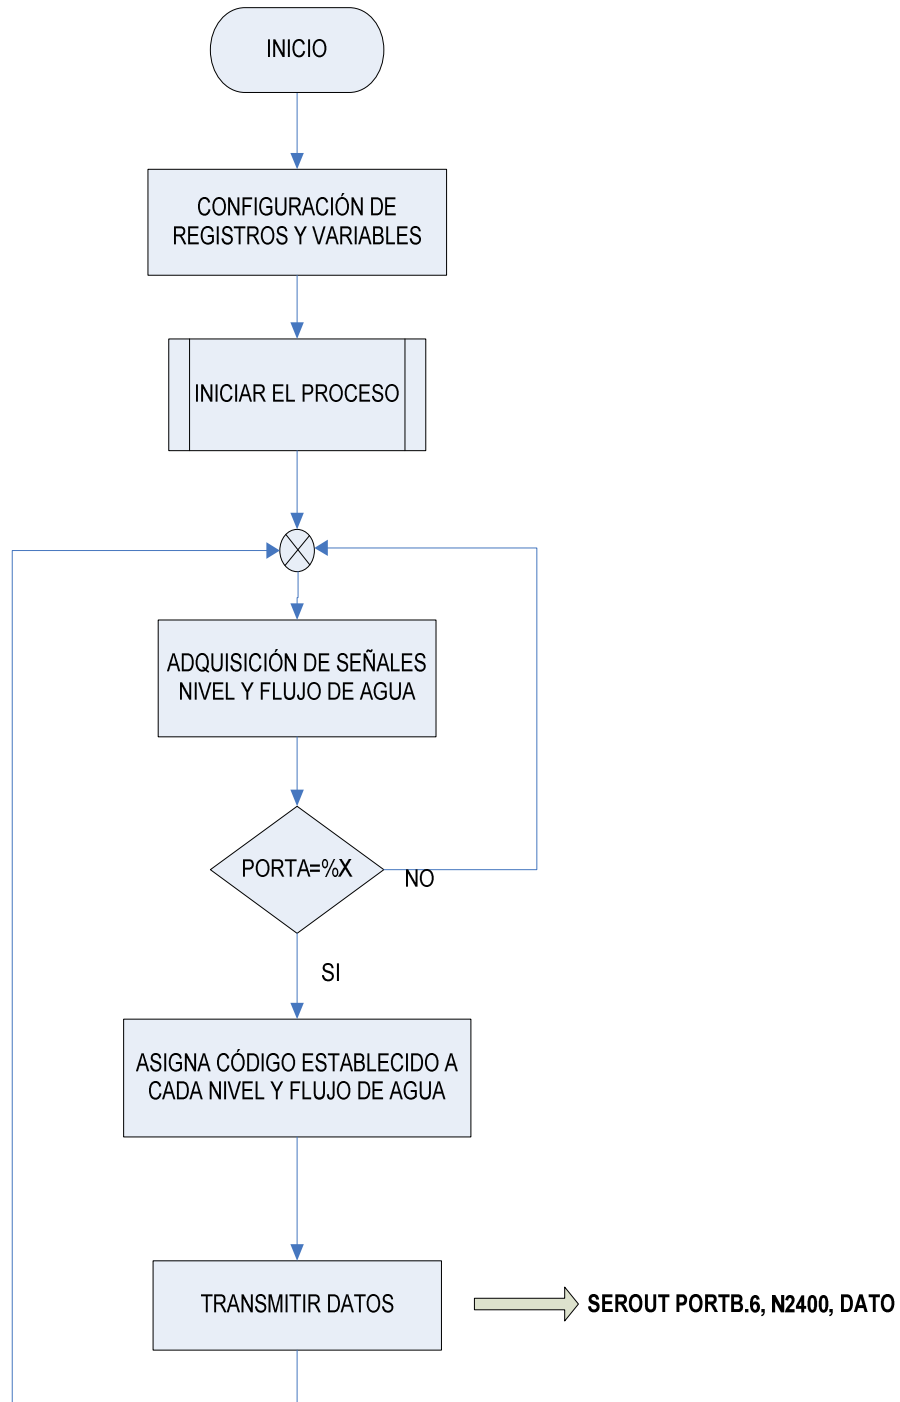 INICIO
CONFIGURACIÓN DE
REGISTROS Y VARIABLES
INICIAR EL PROCESO
ADQUISICIÓN DE SEÑALES
NIVEL Y FLUJO DE AGUA
PORTA=%X
NO
SI
ASIGNA CÓDIGO ESTABLECIDO A
CADA NIVEL Y FLUJO DE AGUA
TRANSMITIR DATOS
SEROUT PORTB.6, N2400, DATO